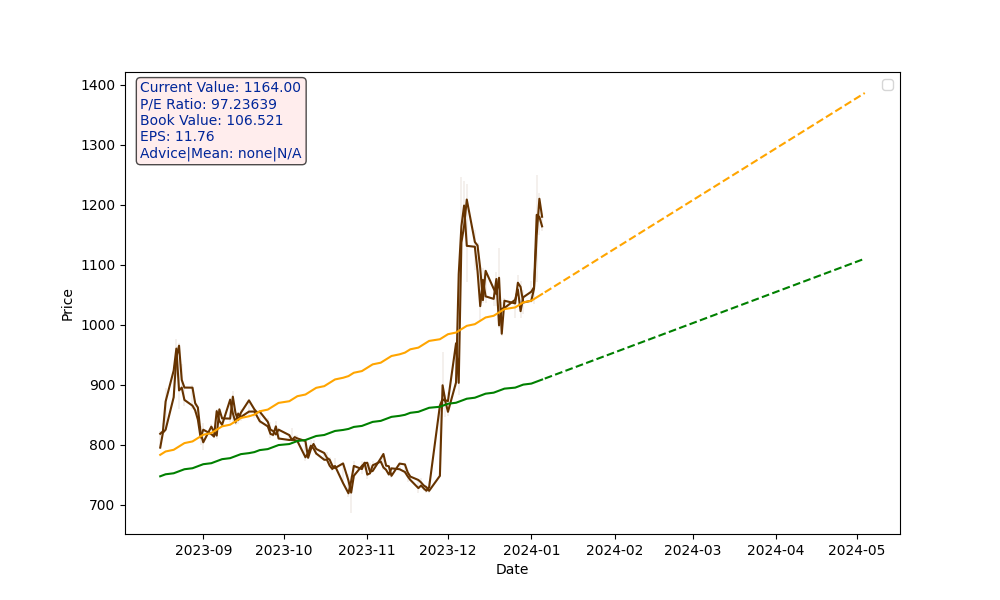 Current Value: 1164.00
P/E Ratio: 97.23639
Book Value: 106.521
EPS: 11.76
Advice|Mean: none|N/A
1400
1300
1200
1100
1000
900
800
700
Price
2023-09 2023-10 2023-11 2023-12 2024-01 2024-02 2024-03 2024-04 2024-05
Date